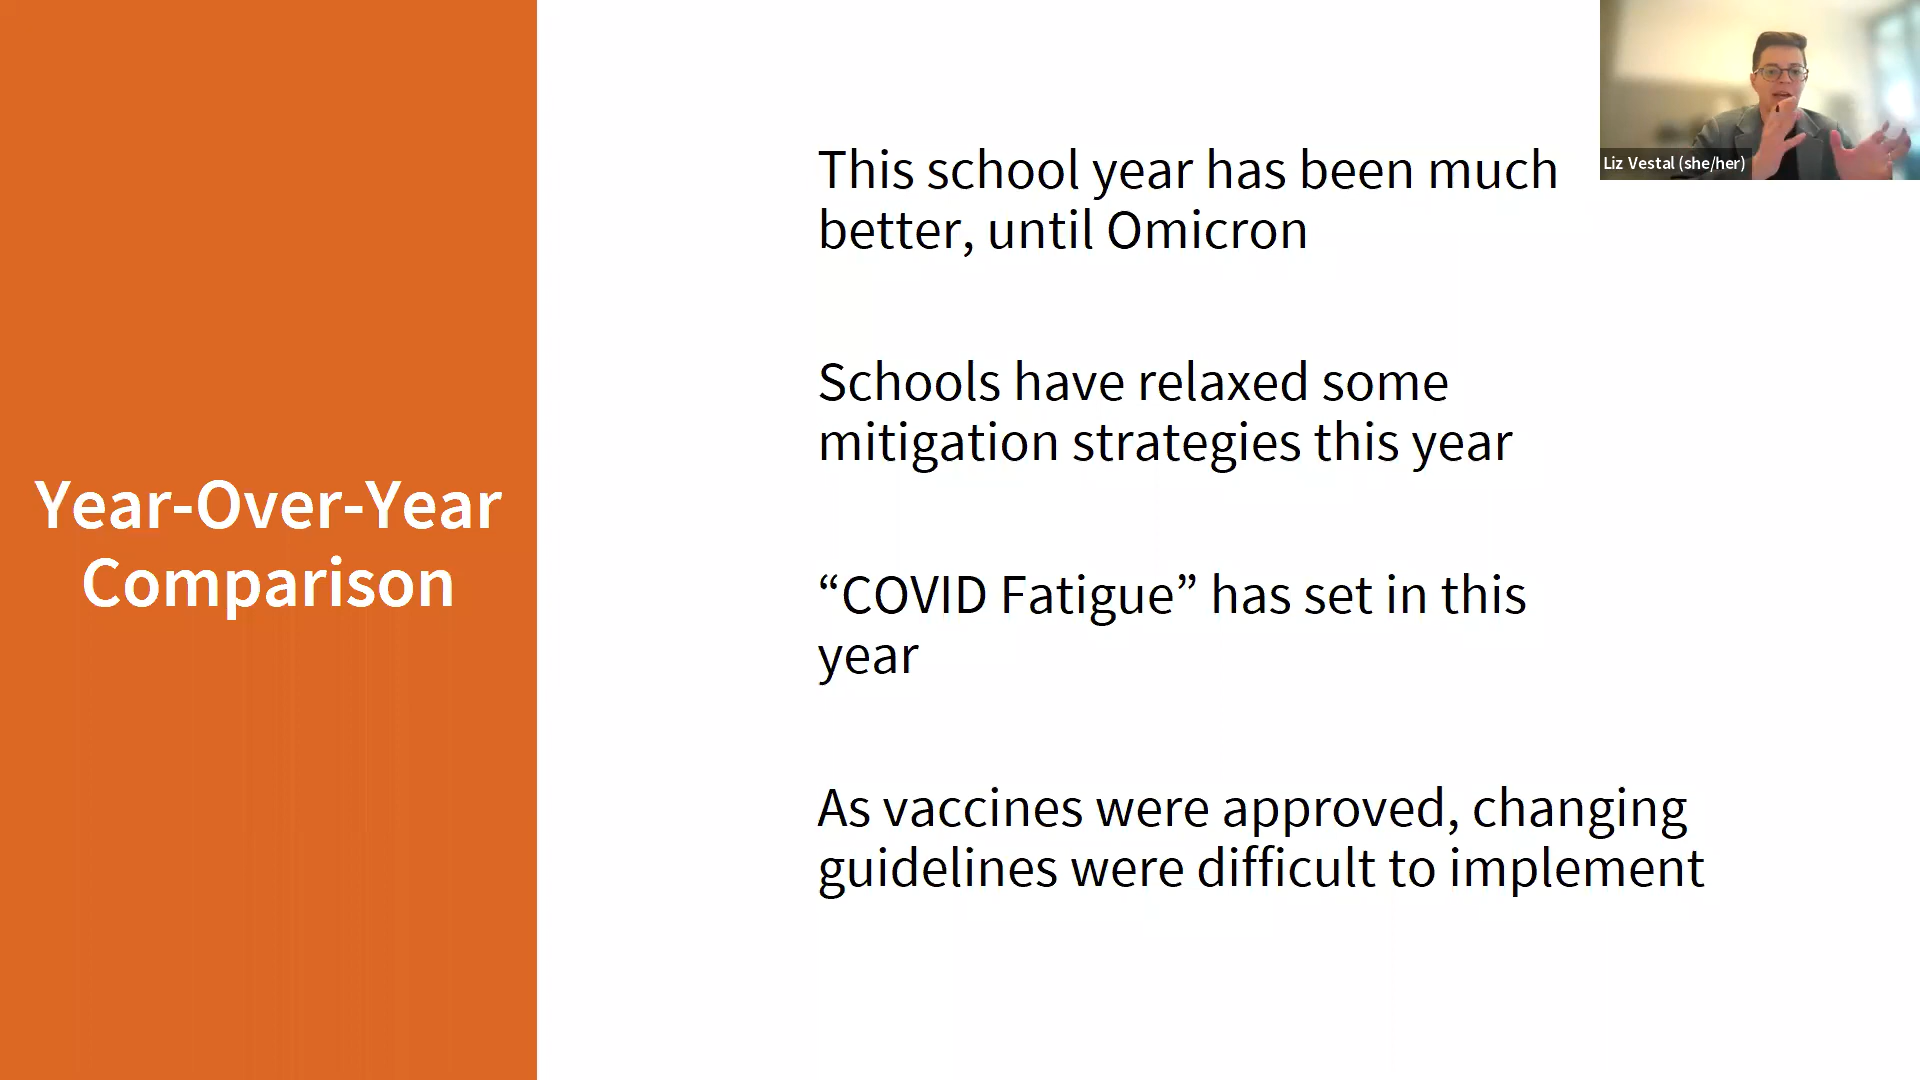 Year-Over-Year
Comparison
This school year has been much
better, until Omicron
Schools have relaxed some
mitigation strategies this year
“COVID Fatigue” has set in this
year
As vaccines were approved, changing
guidelines were difficult to implement
Liz Vestal (she/her)